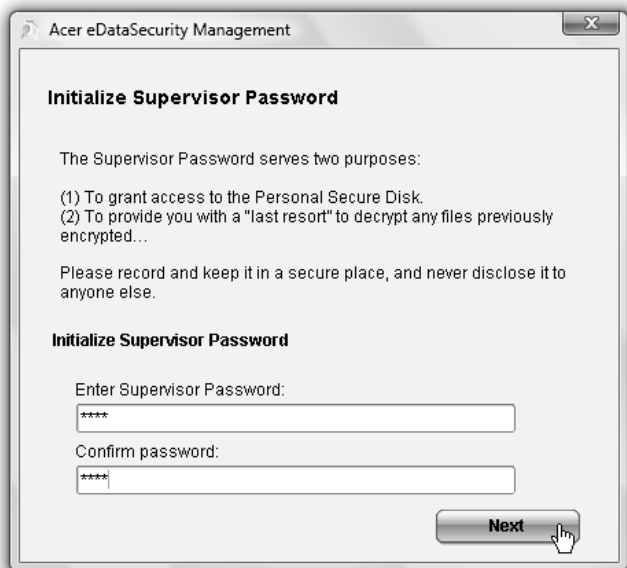 Acer eDataSecurity Management
Initialize Supervisor Password
The Supervisor Password serves two purposes:
(1) To grant access to the Personal Secure Disk.
(2) To provide you with a "last resort" to decrypt any files previously
encrypted...
Please record and keep it in a secure place, and never disclose it to
anyone else.
Initialize Supervisor Password
Enter Supervisor Password:
****
Confirm password:
****
Next